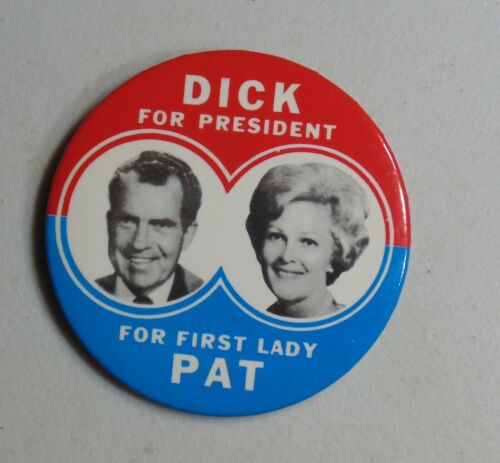 DICK
FOR PRESIDENT
FOR FIRST LADY
PAT